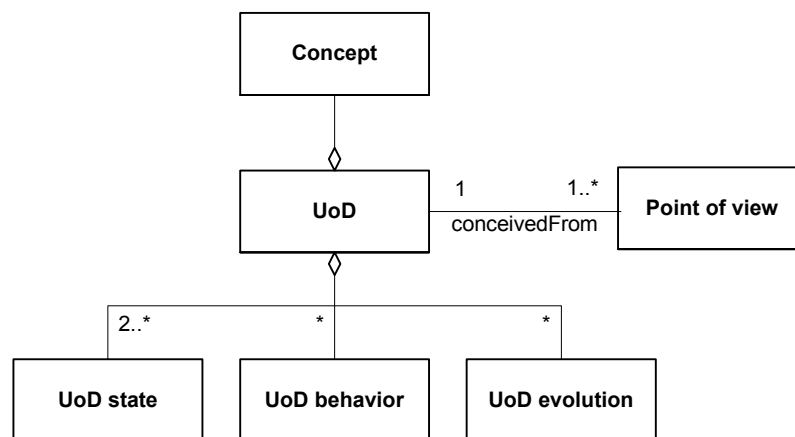 Concept
UoD
1
1..*
conceivedFrom
Point of view
2..*
*
*
UoD state
UoD behavior
UoD evolution